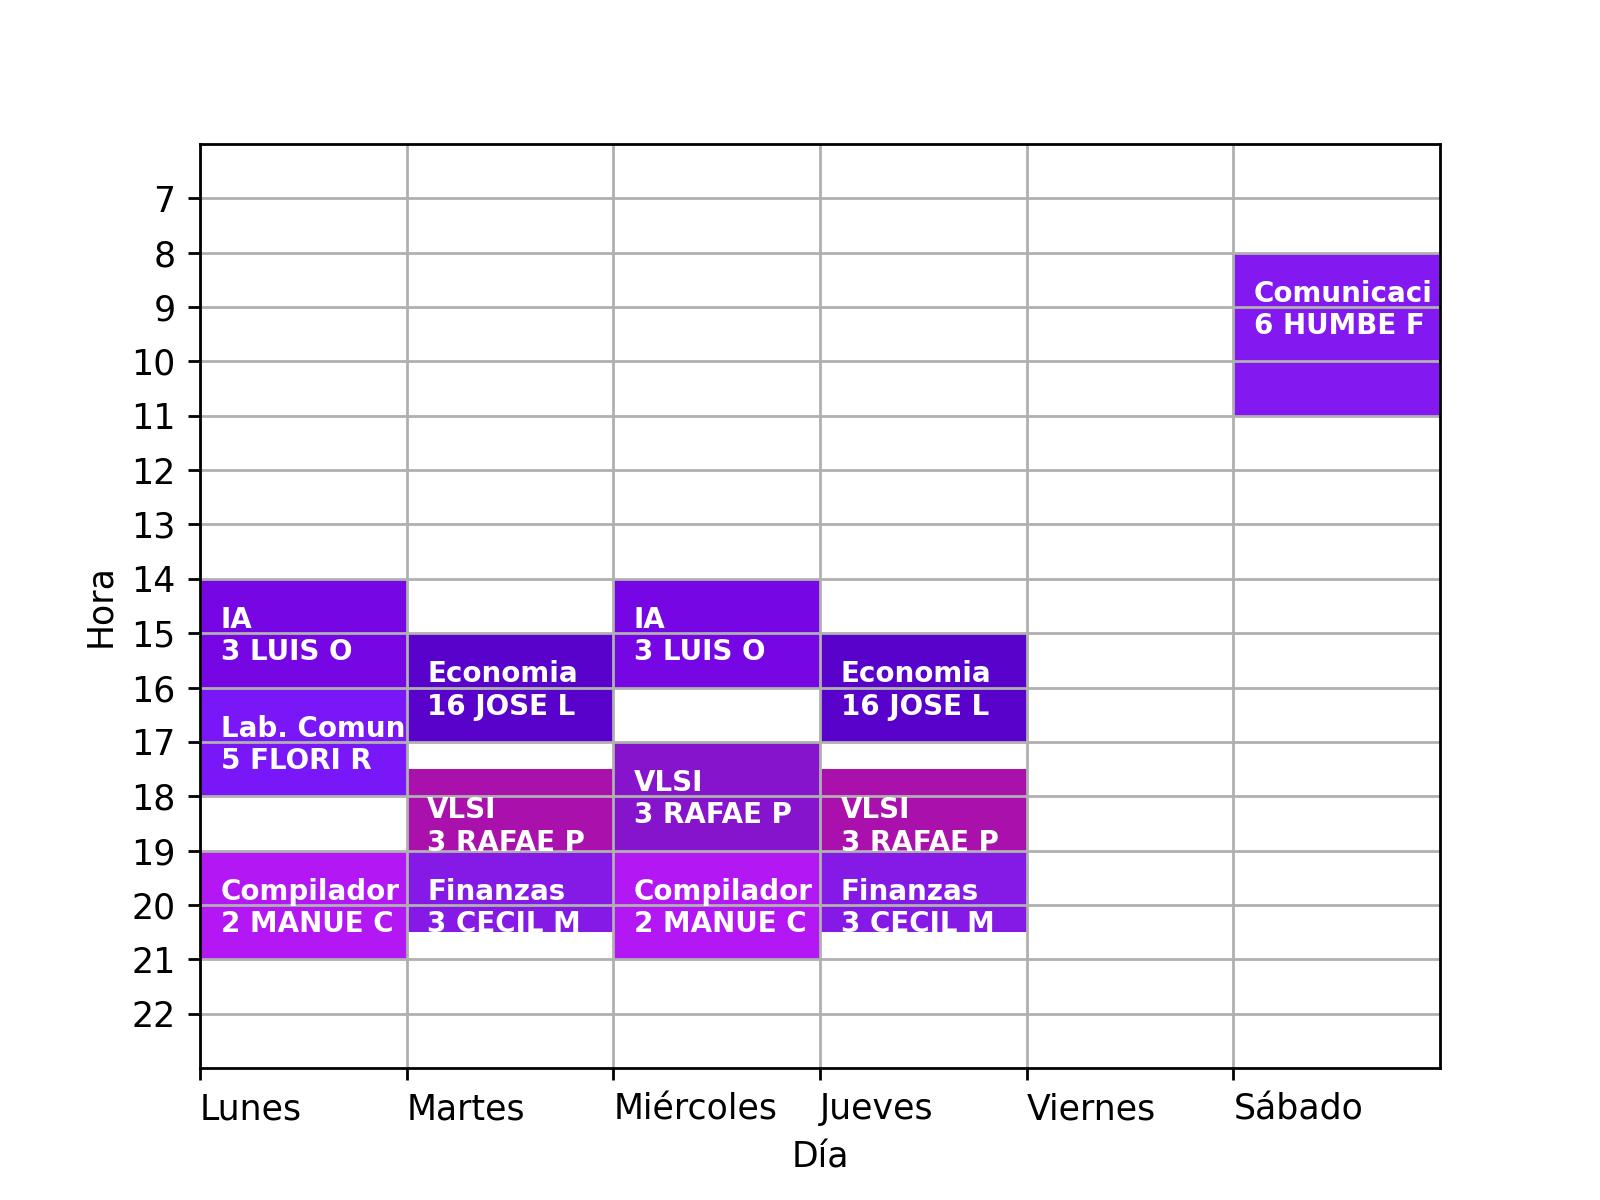 7
8
Comunicaci
9
6 HUMBE F
10
11
12
13
14
Hora
IA
3 LUIS O
IA
3 LUIS O
15
Economia
16 JOSE L
Economia
16 JOSE L
16
Lab. Comun
5 FLORI R
17
VLSI
3 RAFAE P
VLSI
3 RAFAE P
VLSI
3 RAFAE P
18
19
Compilador
2 MANUE C
Finanzas
3 CECIL M
Compilador
2 MANUE C
Finanzas
3 CECIL M
20
21
22
Lunes Martes Miércoles Jueves Viernes Sábado
Día